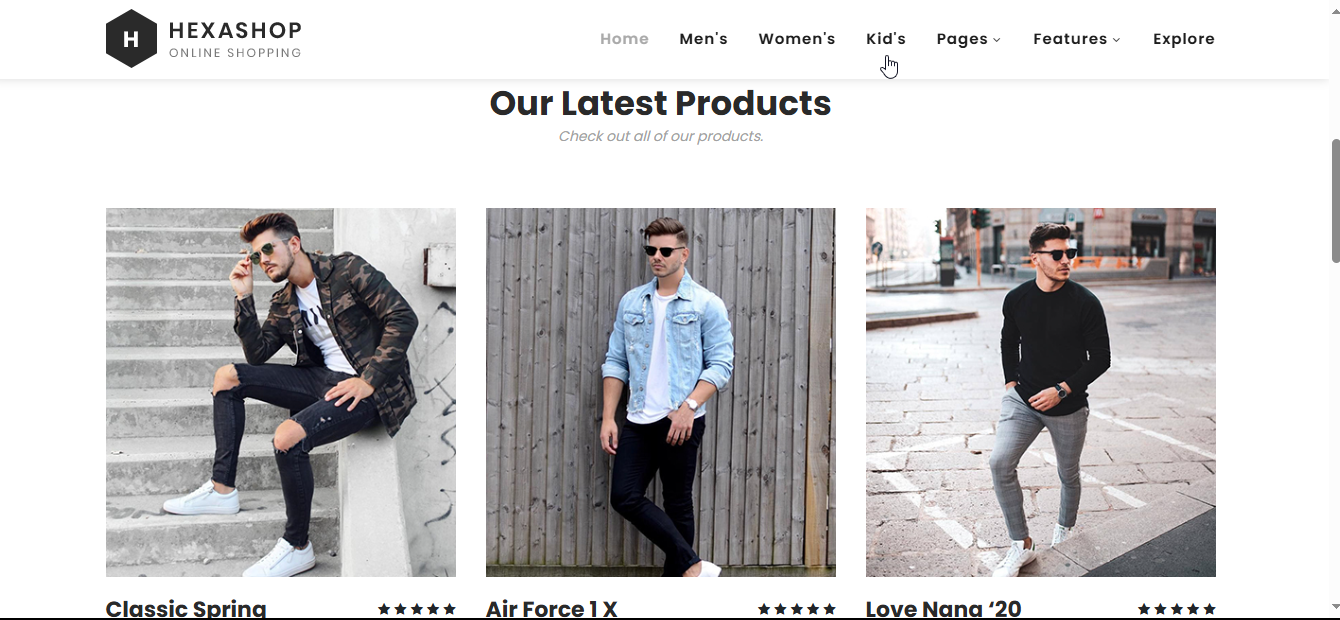 H
HEXASHOP
ONLINE SHOPPING
Home Men's Women's Kid's Pages Features Explore
Our Latest Products
Check out all of our products.
Classic Spring
Air Force 1 X
Love Nana ‘20